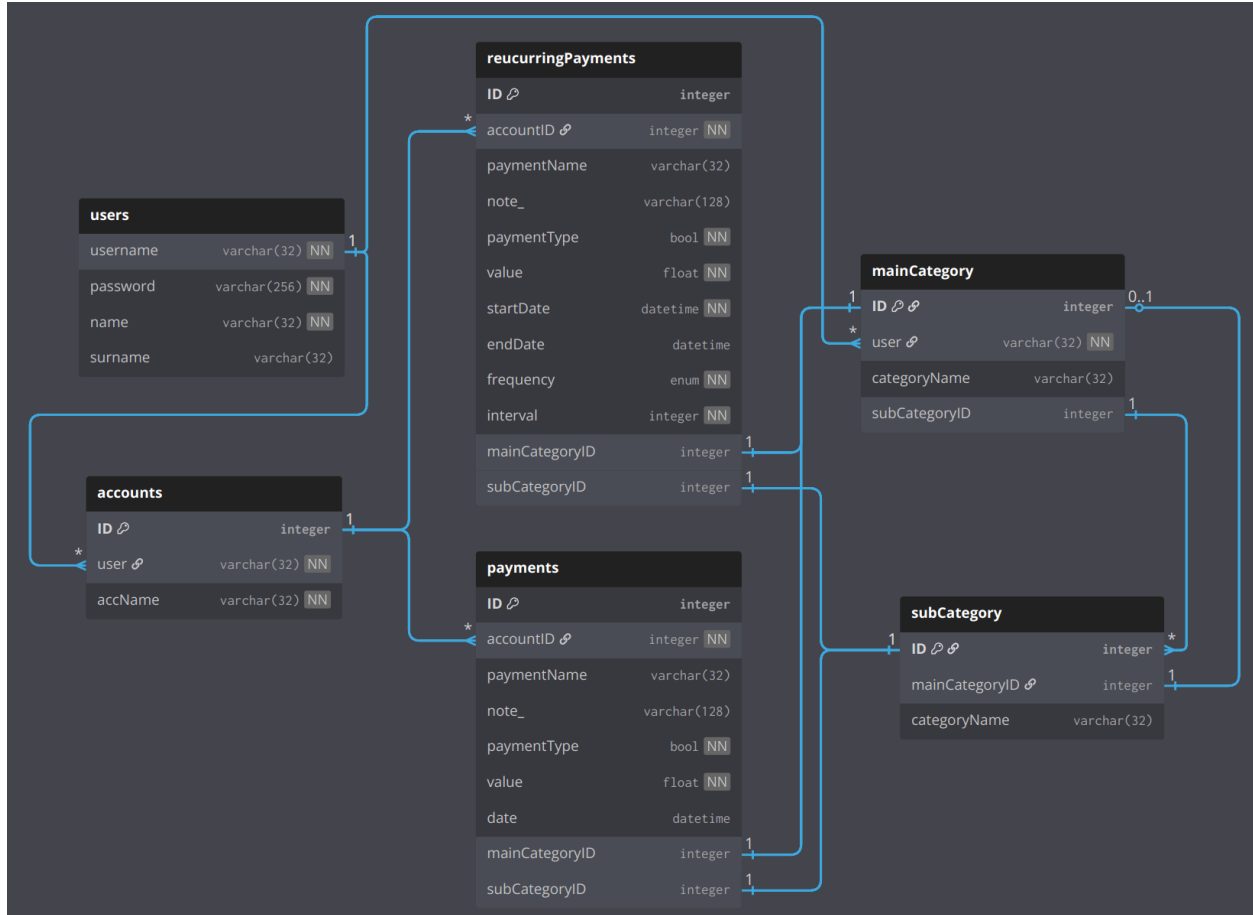 reucurringPayments
ID integer
* accountID integer NN
paymentName varchar(32)
note_ varchar(128)
paymentType bool NN
value float NN
startDate datetime NN
endDate datetime
frequency enum NN
interval integer NN
mainCategoryID integer 1
subCategoryID integer 1
users
username varchar(32) NN 1
password varchar(256) NN
name varchar(32) NN
surname varchar(32)
mainCategory
1 ID integer 0..1
* user varchar(32) NN
categoryName varchar(32)
subCategoryID integer 1
accounts
ID integer 1
* user varchar(32) NN
accName varchar(32) NN
payments
ID integer
* accountID integer NN
paymentName varchar(32)
note_ varchar(128)
paymentType bool NN
value float NN
date datetime
mainCategoryID integer 1
subCategoryID integer 1
subCategory
1 ID integer *
mainCategoryID integer 1
categoryName varchar(32)